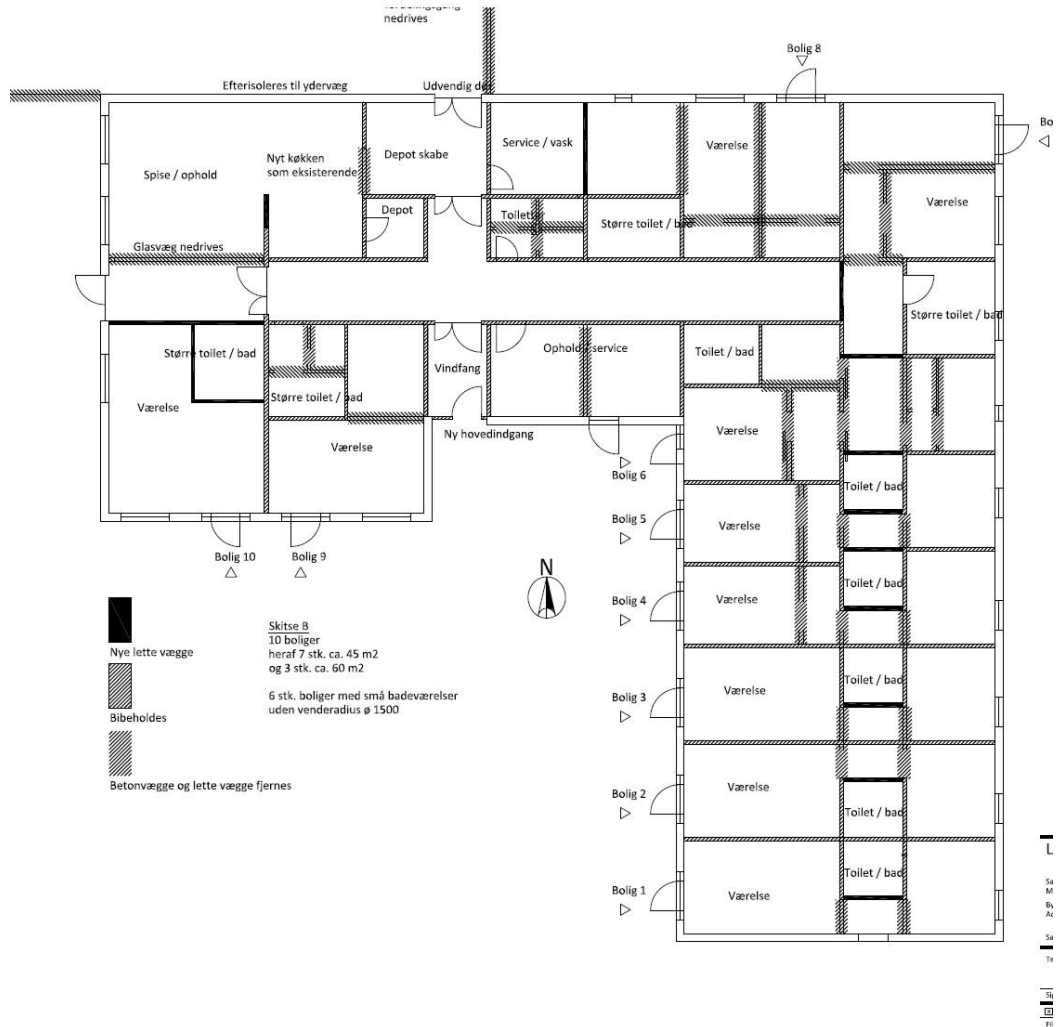 nedrives
Bolig 8
Efterisoleres til ydervæg
Udvendig dør
Bo
Service / vask
Værelse
Nyt køkken
som eksisterende
Depot skabe
Spise / ophold
Værelse
Depot
Toiletter
Større toilet / bad
Glasvæg nedrives
Større toilet / bad
Større toilet / bad
Ophold / service
Toilet / bad
Vindfang
Større toilet / bad
Værelse
Værelse
Ny hovedindgang
Værelse
Bolig 6
Toilet / bad
Bolig 5
Værelse
Bolig 10
Bolig 9
N
Toilet / bad
Bolig 4
Værelse
Skitse B
10 boliger
heraf 7 stk. ca. 45 m2
og 3 stk. ca. 60 m2
6 stk. boliger med små badeværelser
uden venderadius ø 1500
Nye lette vægge
Bibeholdes
Betonvægge og lette vægge fjernes
Toilet / bad
Bolig 3
Værelse
Bolig 2
Værelse
Toilet / bad
Bolig 1
Værelse
Toilet / bad
L